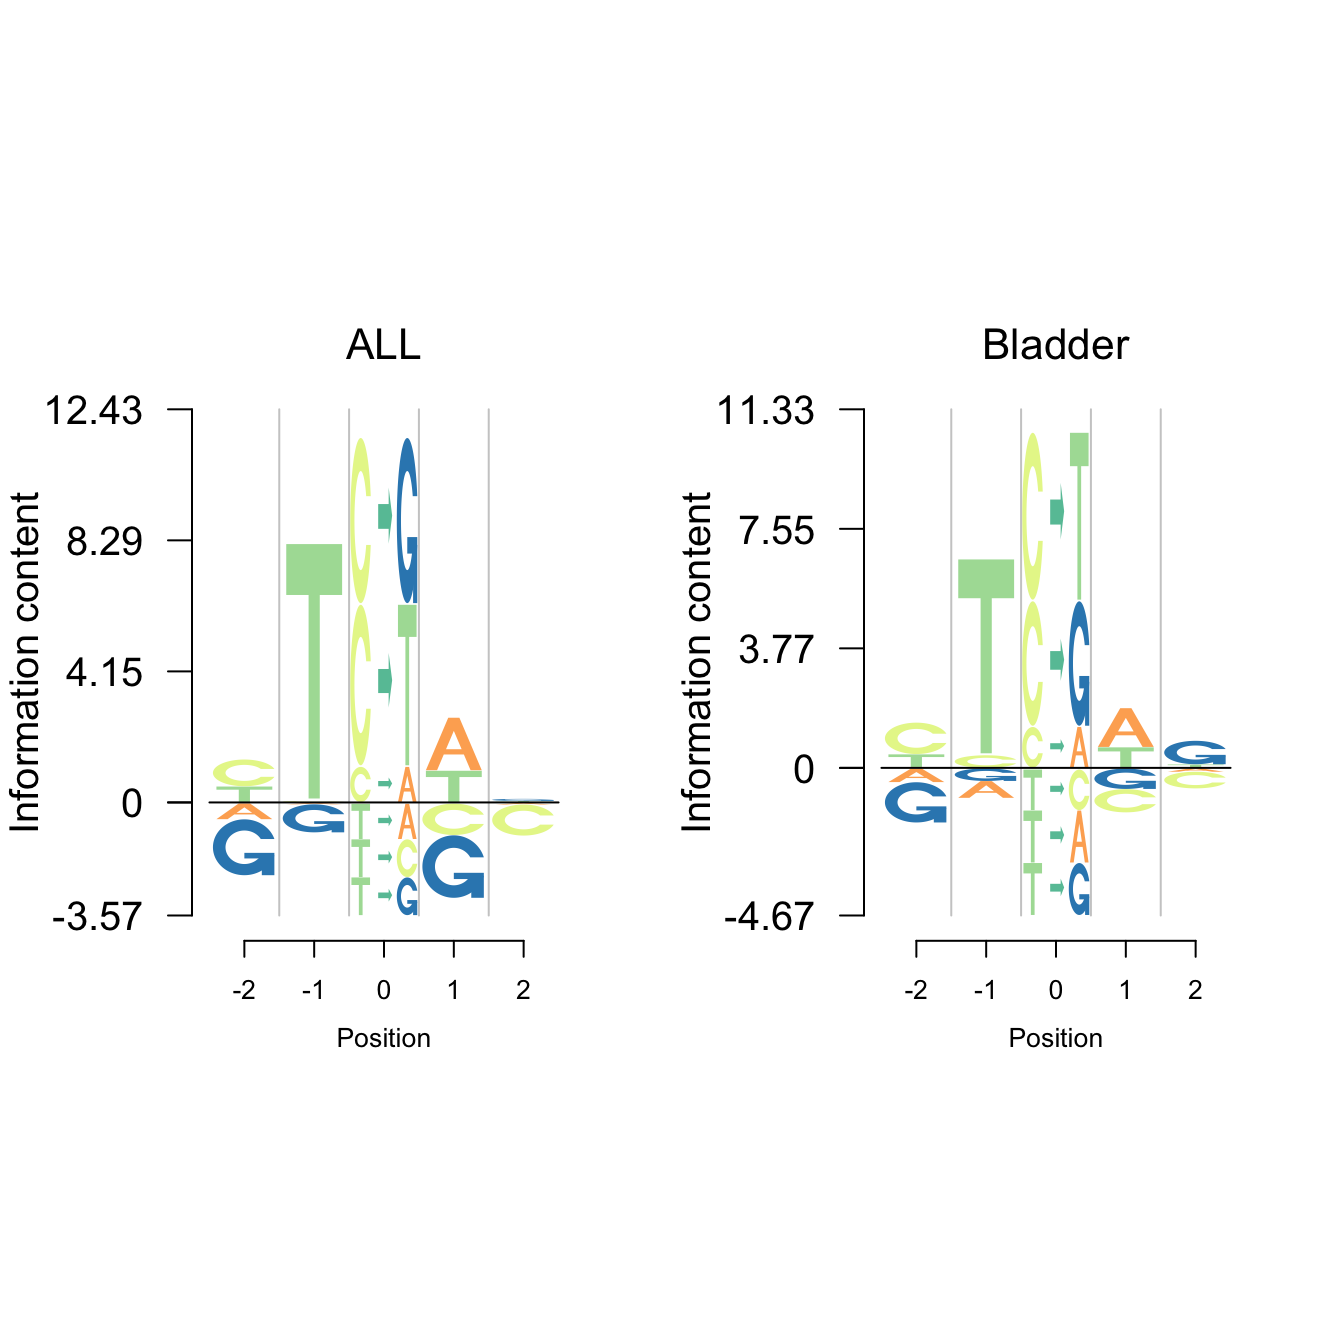 ALL
12.43
8.29
4.15
0
-3.57
Information content
C G
C T
C A
T A
T C
T G
C
T
A
G
T
G
A
T
C
G
C
-2 -1 0 1 2
Position
Bladder
11.33
7.55
3.77
0
-4.67
Information content
C T
C G
C A
T C
T A
T G
C
T
A
G
T
C
G
A
A
T
G
C
G
C
-2 -1 0 1 2
Position